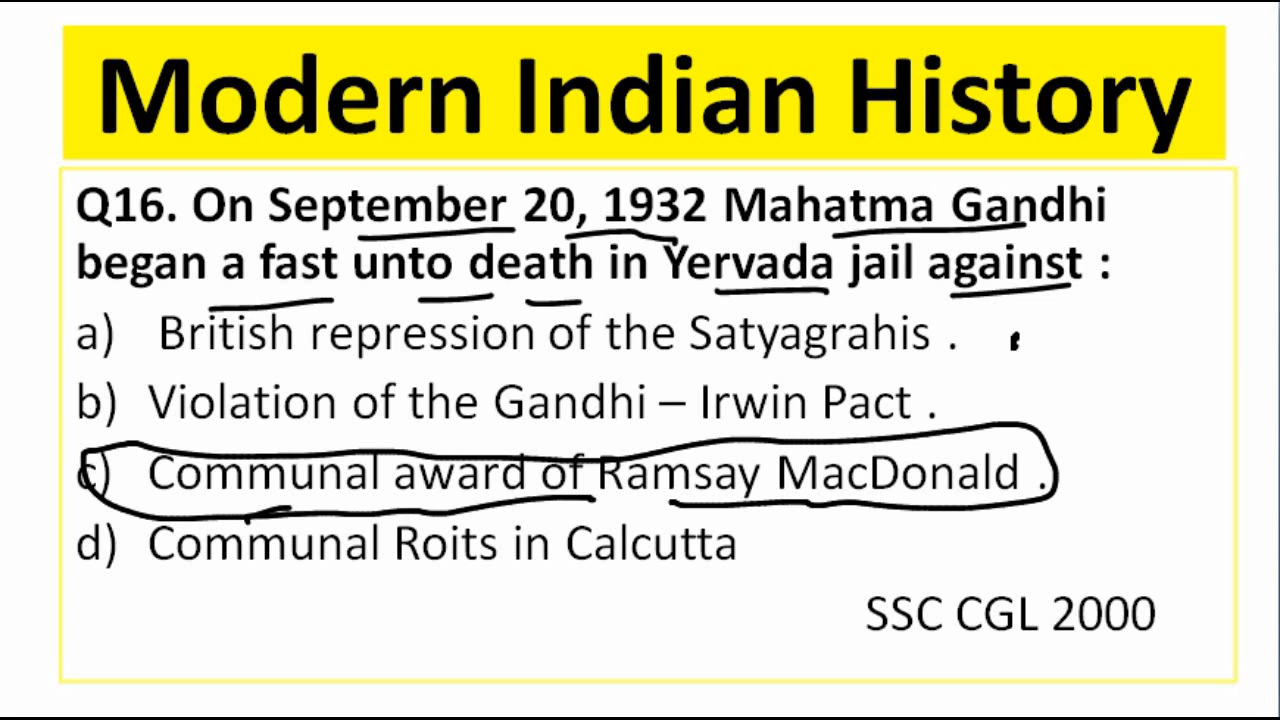 Modern Indian History
Q16. On September 20, 1932 Mahatma Gandhi
began a fast unto death in Yervada jail against :
a) British repression of the Satyagrahis .
b) Violation of the Gandhi – Irwin Pact .
c) Communal award of Ramsay MacDonald .
d) Communal Roits in Calcutta
SSC CGL 2000